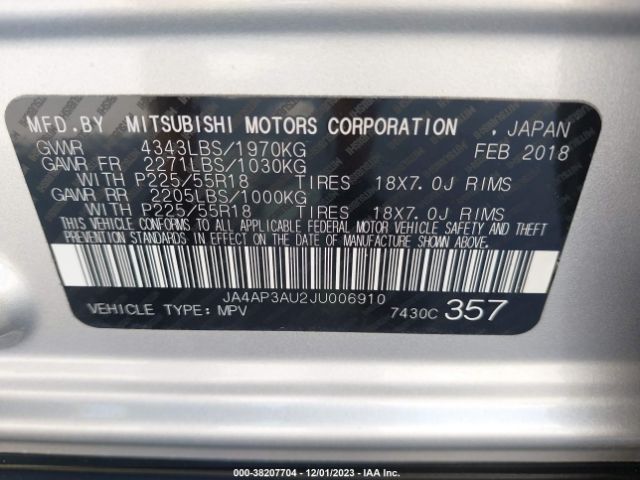 MFD.BY MITSUBISHI MOTORS CORPORATION , JAPAN
GVWR 4343LBS/1970KG FEB 2018
GAWR FR 2271LBS/1030KG
WITH P225/55R18 TIRES 18X7.0J RIMS
GAWR RR 2205LBS/1000KG
WITH P225/55R18 TIRES 18X7.0J RIMS
THIS VEHICLE CONFORMS TO ALL APPLICABLE FEDERAL MOTOR VEHICLE SAFETY AND THEFT
PREVENTION STANDARDS IN EFFECT ON THE DATE OF MANUFACTURE SHOWN ABOVE.
JA4AP3AU2JU006910
VEHICLE TYPE: MPV 7430C 357
000-38207704 • 12/01/2023 • IAA Inc.